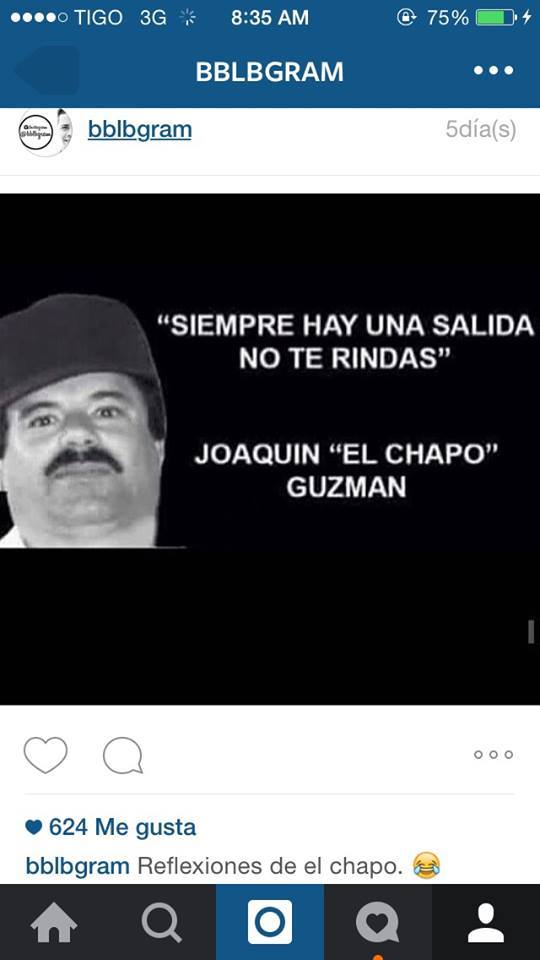 TIGO 3G 8:35 AM 75%
BBLBGRAM
bblbgram 5día(s)
“SIEMPRE HAY UNA SALIDA
NO TE RINDAS”
JOAQUIN “EL CHAPO”
GUZMAN
624 Me gusta
bblbgram Reflexiones de el chapo. 😂